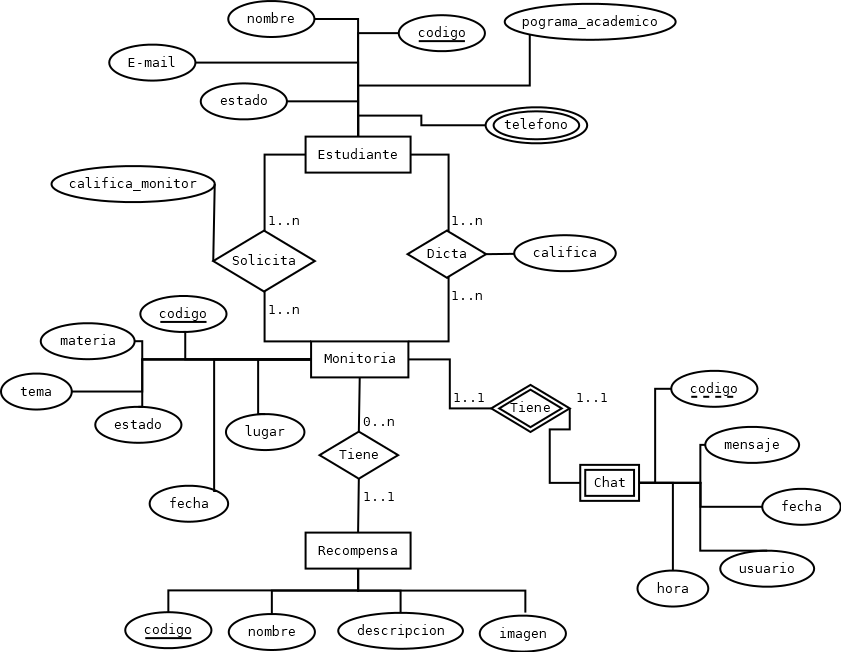 nombre
codigo
pograma_academico
E-mail
estado
telefono
Estudiante
califica_monitor
1..n
1..n
Solicita
Dicta
califica
1..n
1..n
codigo
materia
Monitoria
tema
estado
lugar
fecha
1..1
Tiene
1..1
codigo
0..n
Tiene
1..1
mensaje
Chat
fecha
usuario
hora
Recompensa
codigo
nombre
descripcion
imagen